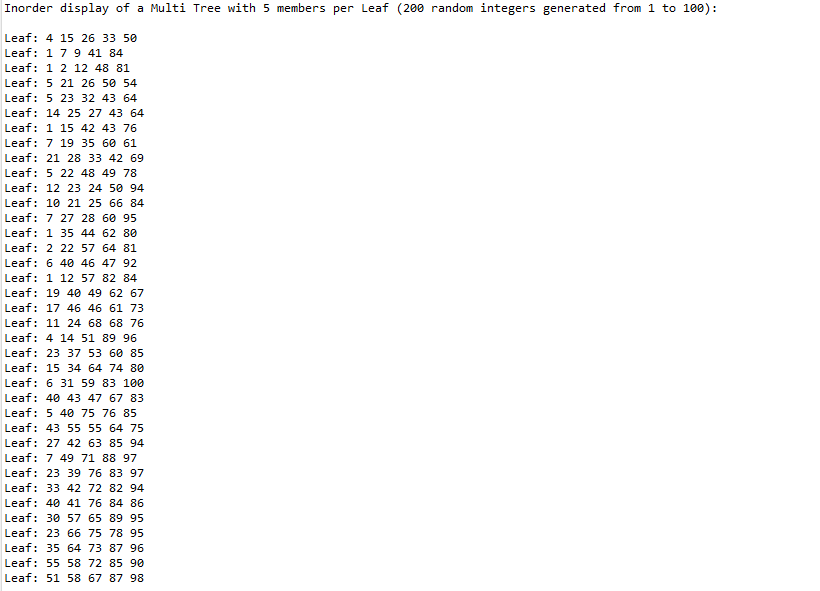 Inorder display of a Multi Tree with 5 members per Leaf (200 random integers generated from 1 to 100):
Leaf: 4 15 26 33 50
Leaf: 1 7 9 41 84
Leaf: 1 2 12 48 81
Leaf: 5 21 26 50 54
Leaf: 5 23 32 43 64
Leaf: 14 25 27 43 64
Leaf: 1 15 42 43 76
Leaf: 7 19 35 60 61
Leaf: 21 28 33 42 69
Leaf: 5 22 48 49 78
Leaf: 12 23 24 50 94
Leaf: 10 21 25 66 84
Leaf: 7 27 28 60 95
Leaf: 1 35 44 62 80
Leaf: 2 22 57 64 81
Leaf: 6 40 46 47 92
Leaf: 1 12 57 82 84
Leaf: 19 40 49 62 67
Leaf: 17 46 46 61 73
Leaf: 11 24 68 68 76
Leaf: 4 14 51 89 96
Leaf: 23 37 53 60 85
Leaf: 15 34 64 74 80
Leaf: 6 31 59 83 100
Leaf: 40 43 47 67 83
Leaf: 5 40 75 76 85
Leaf: 43 55 55 64 75
Leaf: 27 42 63 85 94
Leaf: 7 49 71 88 97
Leaf: 23 39 76 83 97
Leaf: 33 42 72 82 94
Leaf: 40 41 76 84 86
Leaf: 30 57 65 89 95
Leaf: 23 66 75 78 95
Leaf: 35 64 73 87 96
Leaf: 55 58 72 85 90
Leaf: 51 58 67 87 98